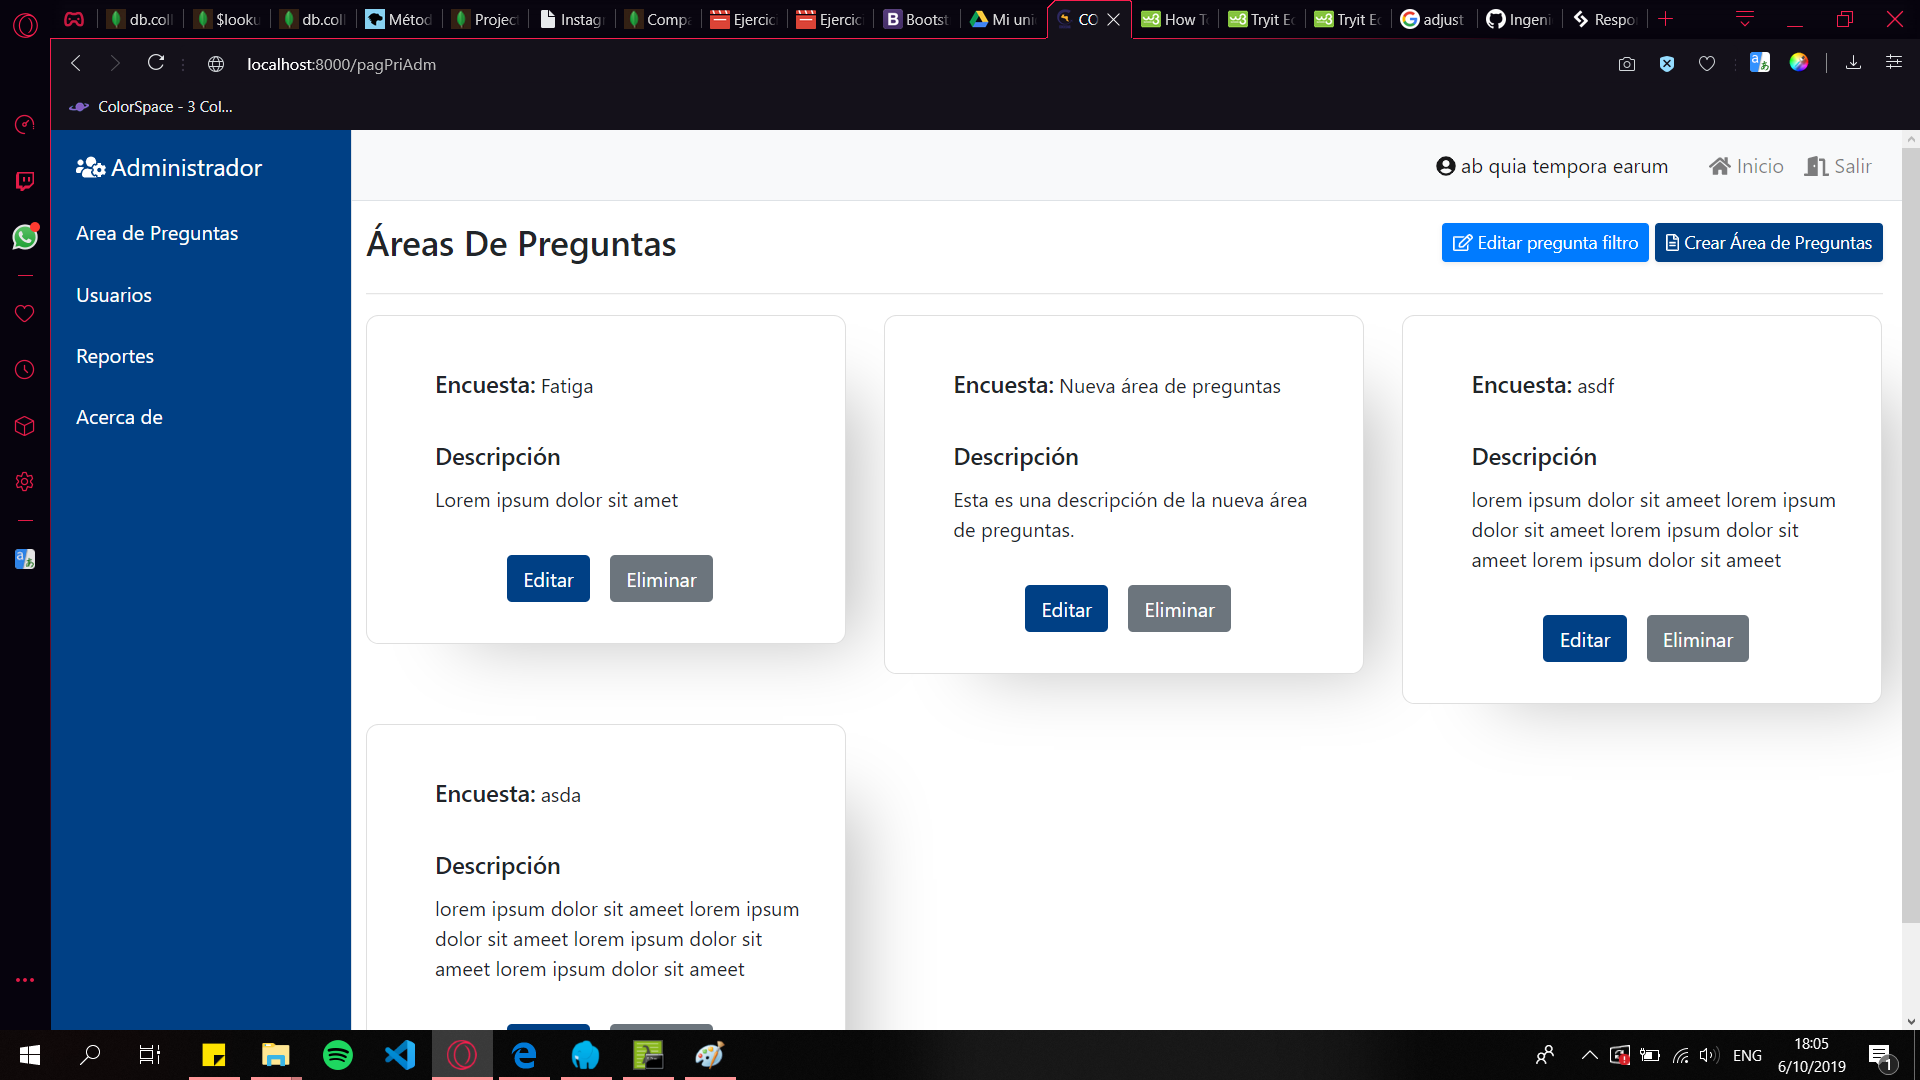 db.coll
$looku
db.coll
Métod
Project
Instag
Compa
Ejercic
Ejercic
Bootst
Mi uni
CO
How T
Tryit Ed
Tryit Ed
adjust
Ingeni
Respo
localhost:8000/pagPriAdm
ColorSpace - 3 Col...
Administrador
ab quia tempora earum
Inicio
Salir
Area de Preguntas
Usuarios
Reportes
Acerca de
Áreas De Preguntas
Editar pregunta filtro
Crear Área de Preguntas
Encuesta: Fatiga
Descripción
Lorem ipsum dolor sit amet
Editar
Eliminar
Encuesta: Nueva área de preguntas
Descripción
Esta es una descripción de la nueva área
de preguntas.
Editar
Eliminar
Encuesta: asdf
Descripción
lorem ipsum dolor sit ameet lorem ipsum
dolor sit ameet lorem ipsum dolor sit
ameet lorem ipsum dolor sit ameet
Editar
Eliminar
Encuesta: asda
Descripción
lorem ipsum dolor sit ameet lorem ipsum
dolor sit ameet lorem ipsum dolor sit
ameet lorem ipsum dolor sit ameet
ENG
18:05
6/10/2019
1